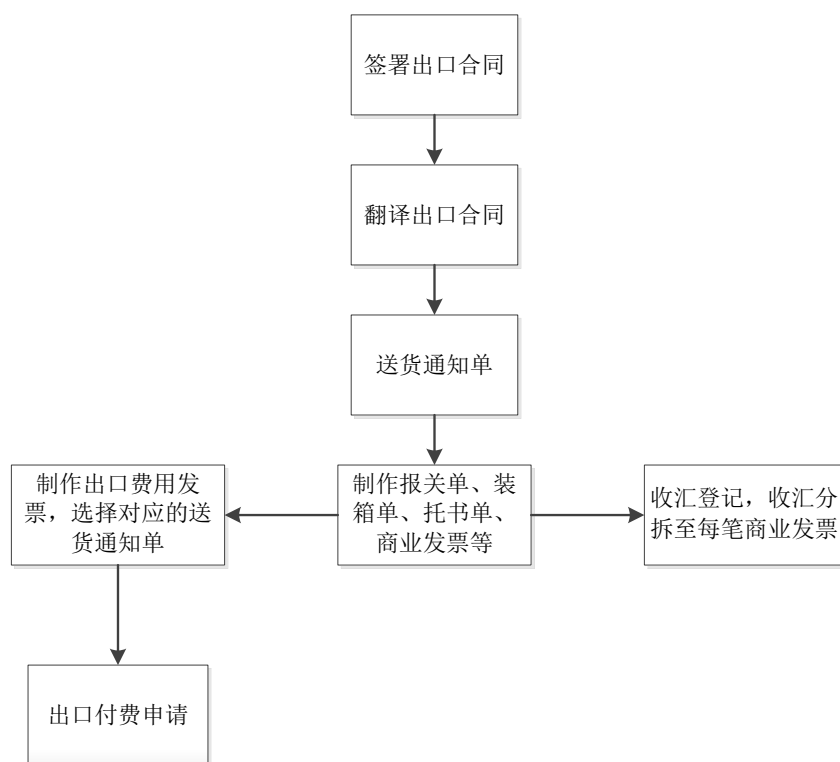 签署出口合同
翻译出口合同
送货通知单
制作出口费用发
票，选择对应的送
货通知单
制作报关单、装
箱单、托书单、
商业发票等
收汇登记，收汇分
拆至每笔商业发票
出口付费申请